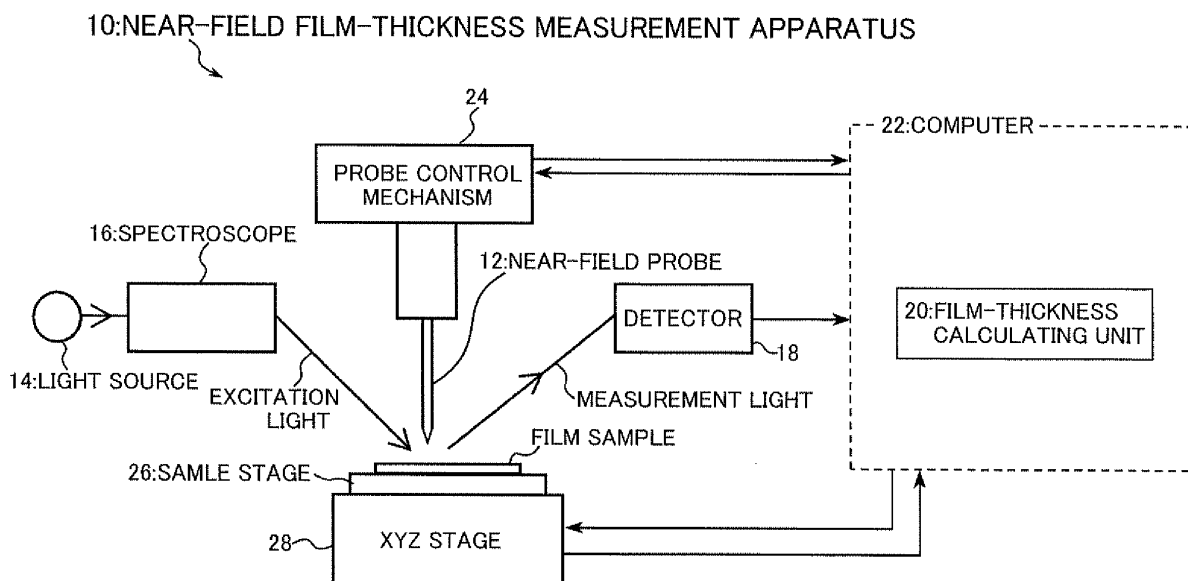 10:NEAR-FIELD FILM-THICKNESS MEASUREMENT APPARATUS
24
22:COMPUTER
PROBE CONTROL
MECHANISM
16:SPECTROSCOPE
12:NEAR-FIELD PROBE
DETECTOR
18
20:FILM-THICKNESS
CALCULATING UNIT
14:LIGHT SOURCE
EXCITATION
LIGHT
MEASUREMENT LIGHT
FILM SAMPLE
26:SAMLE STAGE
28
XYZ STAGE